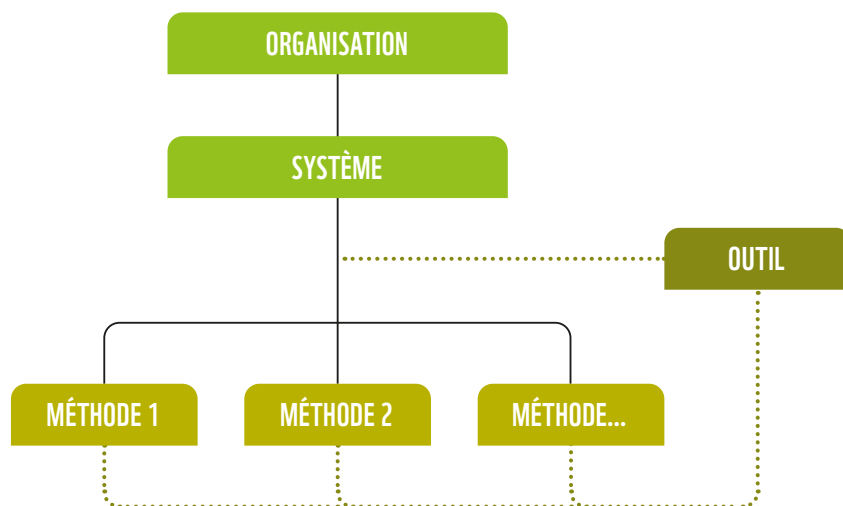 ORGANISATION
SYSTÈME
OUTIL
MÉTHODE 1
MÉTHODE 2
MÉTHODE...